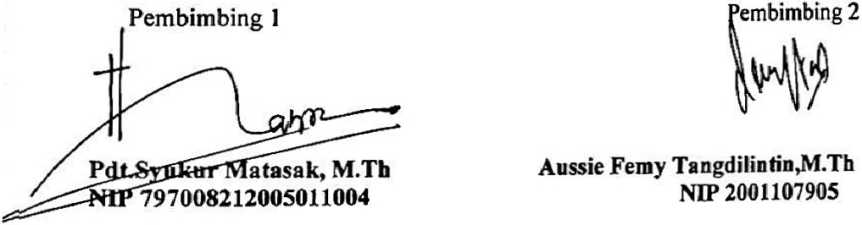 Pembimbing 1
Pembimbing 2
Pdt.Syukur Matasak, M.Th
NIP 797008212005011004
Aussie Femy Tangdilintin,M.Th
NIP 2001107905